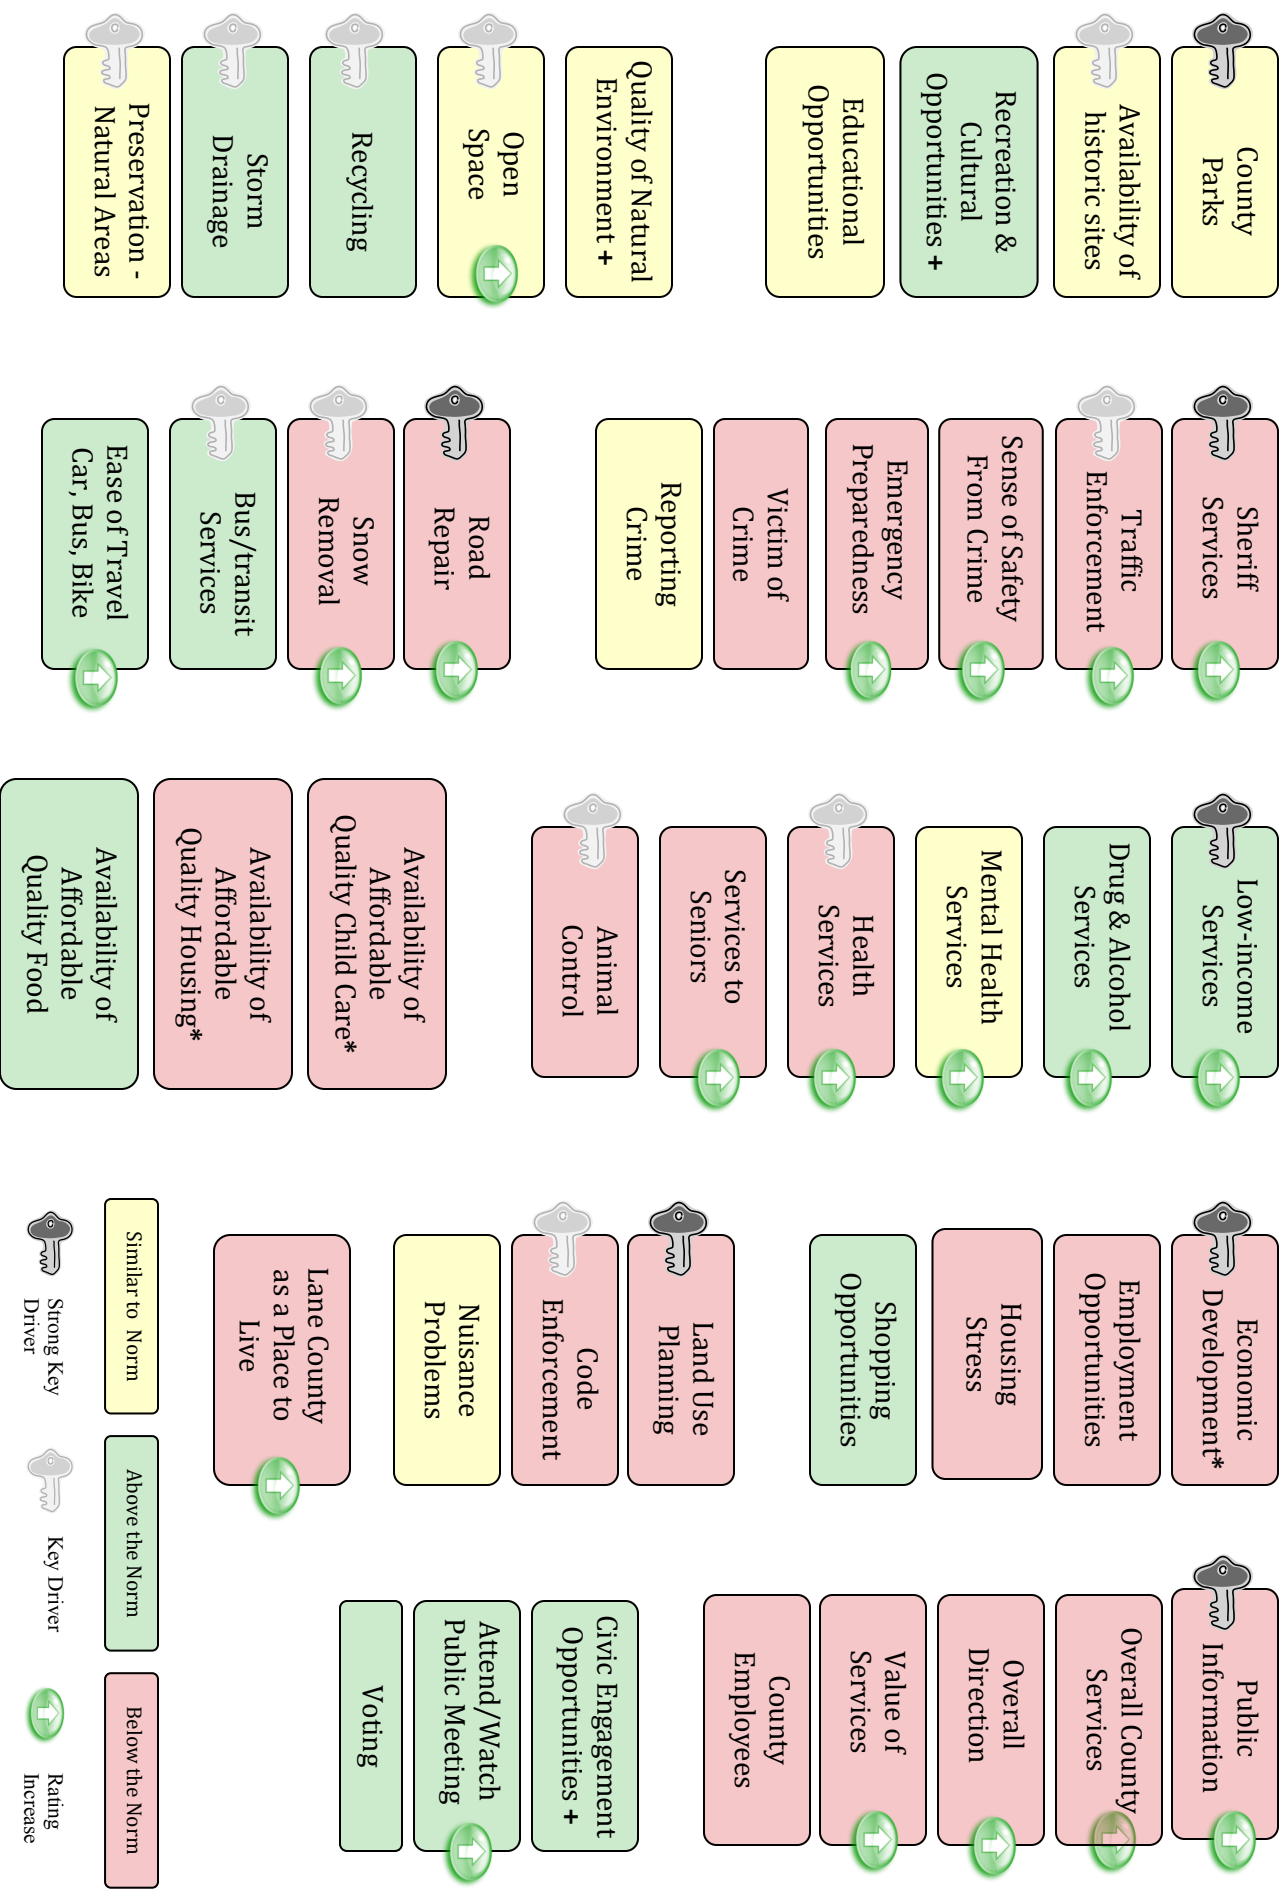 County
Parks
Availability of
historic sites
Recreation &
Cultural
Opportunities +
Educational
Opportunities
Quality of Natural
Environment +
Open
Space
Recycling
Storm
Drainage
Preservation -
Natural Areas
Sheriff
Services
Traffic
Enforcement
Sense of Safety
From Crime
Emergency
Preparedness
Victim of
Crime
Reporting
Crime
Road
Repair
Snow
Removal
Bus/transit
Services
Ease of Travel
Car, Bus, Bike
Low-income
Services
Drug & Alcohol
Services
Mental Health
Services
Health
Services
Services to
Seniors
Animal
Control
Availability of
Affordable
Quality Child Care*
Availability of
Affordable
Quality Housing*
Availability of
Affordable
Quality Food
Economic
Development*
Employment
Opportunities
Housing
Stress
Shopping
Opportunities
Land Use
Planning
Code
Enforcement
Nuisance
Problems
Lane County
as a Place to
Live
Public
Information
Overall County
Services
Overall
Direction
Value of
Services
County
Employees
Civic Engagement
Opportunities +
Attend/Watch
Public Meeting
Voting
Similar to Norm
Above the Norm
Below the Norm
Strong Key
Driver
Key Driver
Rating
Increase